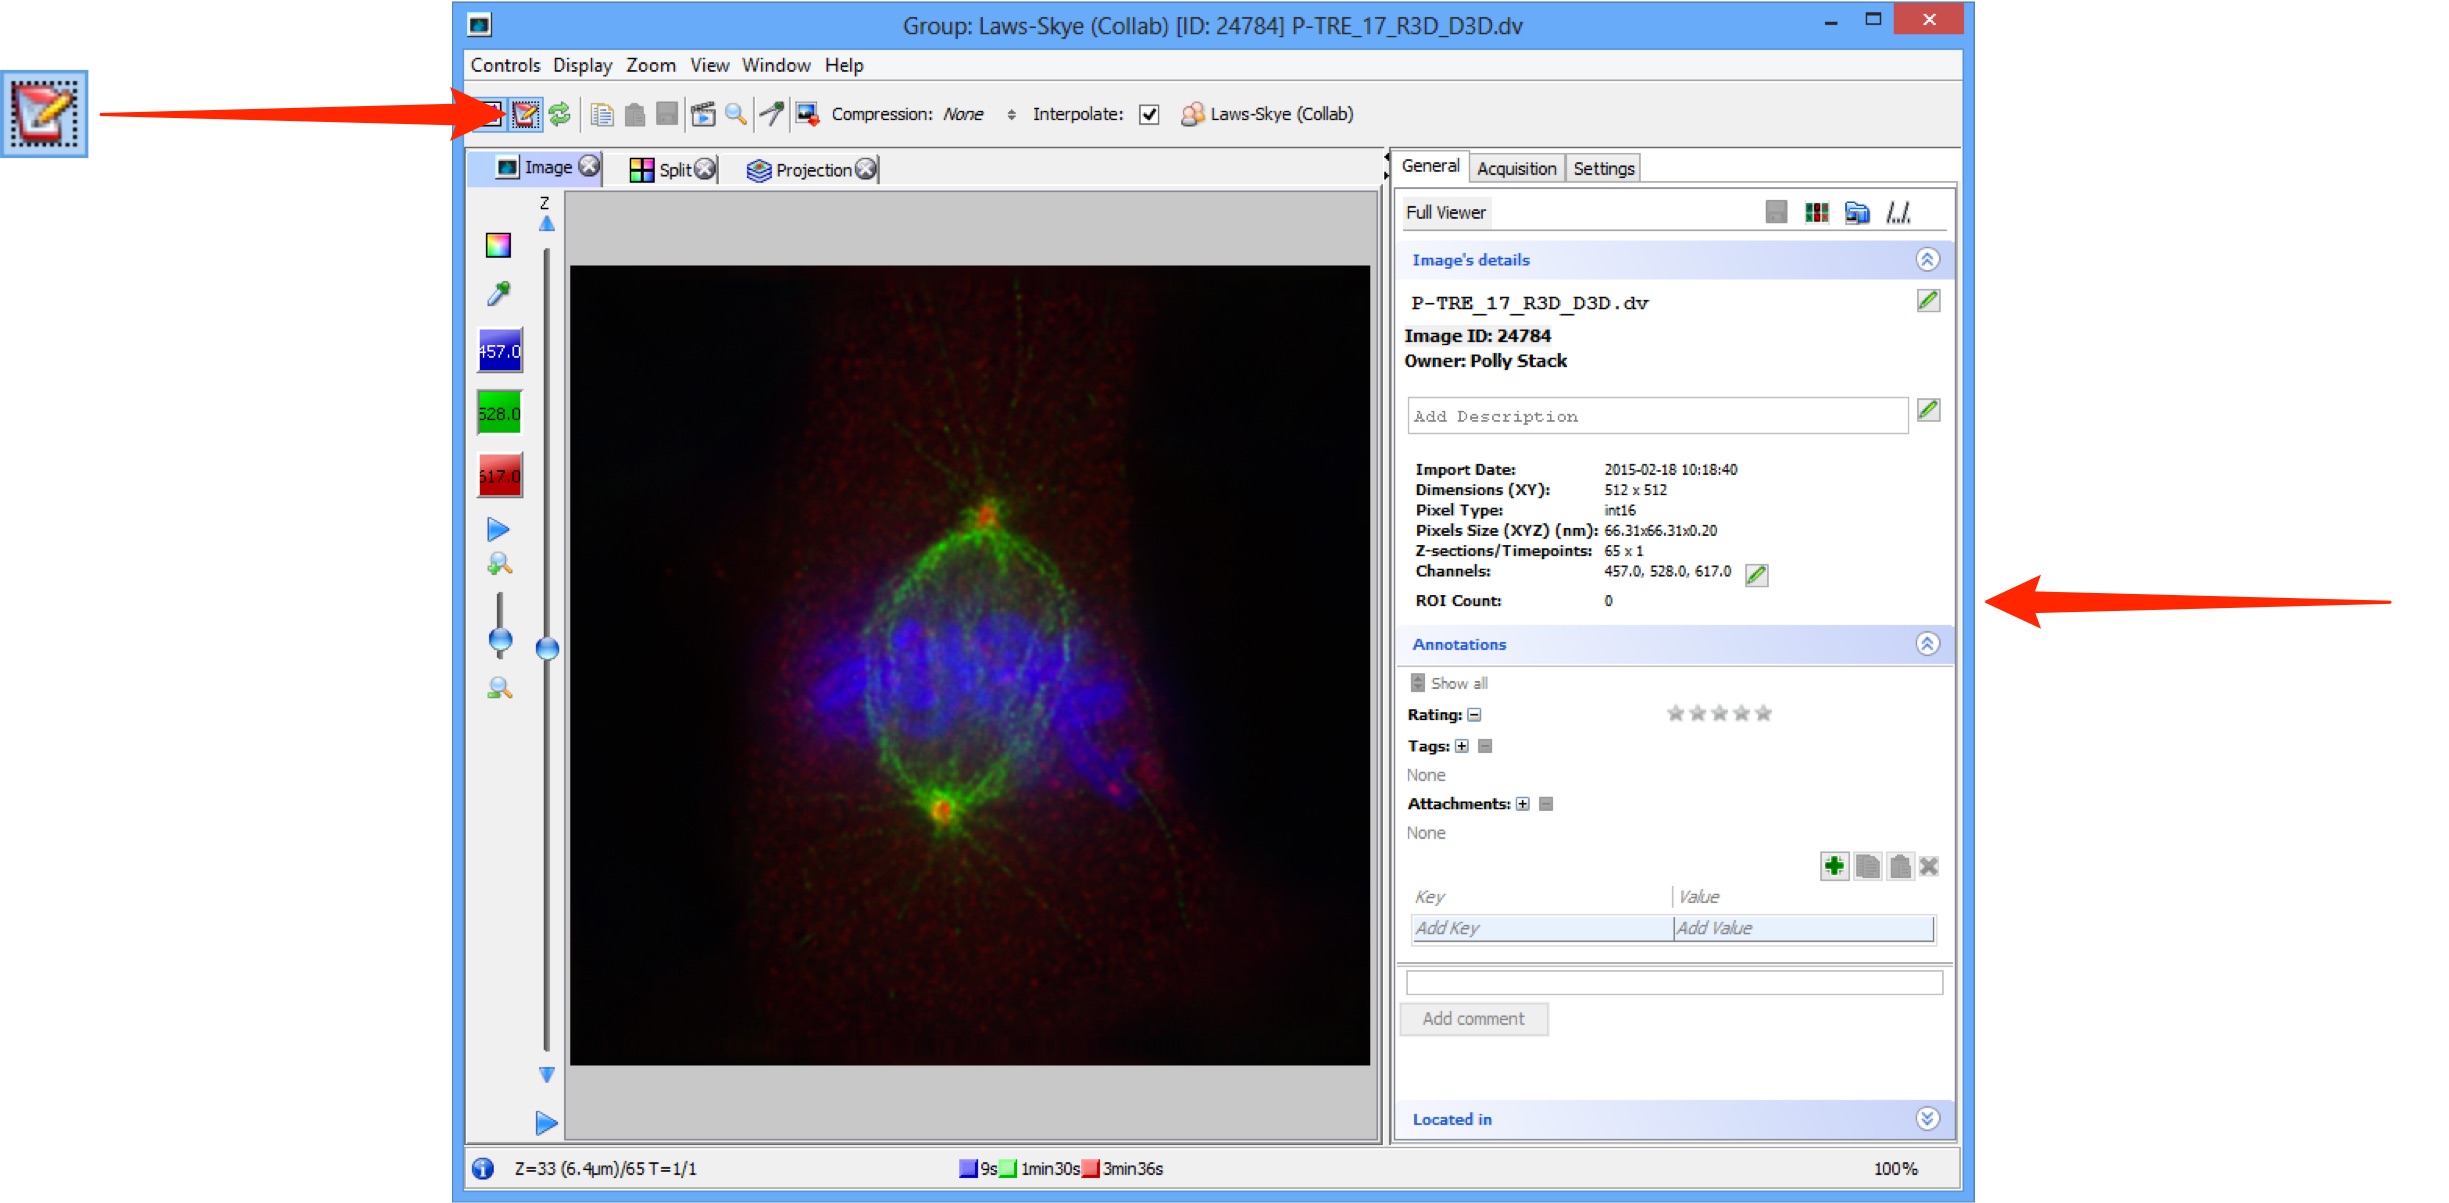 Group: Laws-Skye (Collab) [ID: 24784] P-TRE_17_R3D_D3D.dv
Controls Display Zoom View Window Help
Compression: None Interpolate: Laws-Skye (Collab)
Image Split Projection
General Acquisition Settings
Z
Full Viewer
/../.
Image's details
P-TRE_17_R3D_D3D.dv
Image ID: 24784
Owner: Polly Stack
457.0
528.0
617.0
Add Description
Import Date: 2015-02-18 10:18:40
Dimensions (XY): 512 x 512
Pixel Type: int16
Pixels Size (XYZ) (nm): 66.31x66.31x0.20
Z-sections/Timepoints: 65 x 1
Channels: 457.0, 528.0, 617.0
ROI Count: 0
Annotations
Show all
Rating:
Tags:
None
Attachments:
None
Key Value
Add Key Add Value
Add comment
Located in
Z=33 (6.4µm)/65 T=1/1 9s 1min30s 3min36s 100%